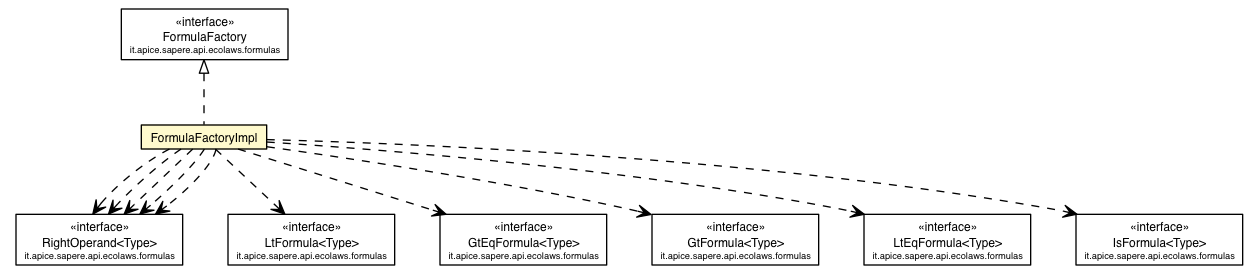 «interface»
FormulaFactory
it.apice.sapere.api.ecolaws.formulas
FormulaFactoryImpl
«interface»
RightOperand<Type>
it.apice.sapere.api.ecolaws.formulas
«interface»
LtFormula<Type>
it.apice.sapere.api.ecolaws.formulas
«interface»
GtEqFormula<Type>
it.apice.sapere.api.ecolaws.formulas
«interface»
GtFormula<Type>
it.apice.sapere.api.ecolaws.formulas
«interface»
LtEqFormula<Type>
it.apice.sapere.api.ecolaws.formulas
«interface»
IsFormula<Type>
it.apice.sapere.api.ecolaws.formulas